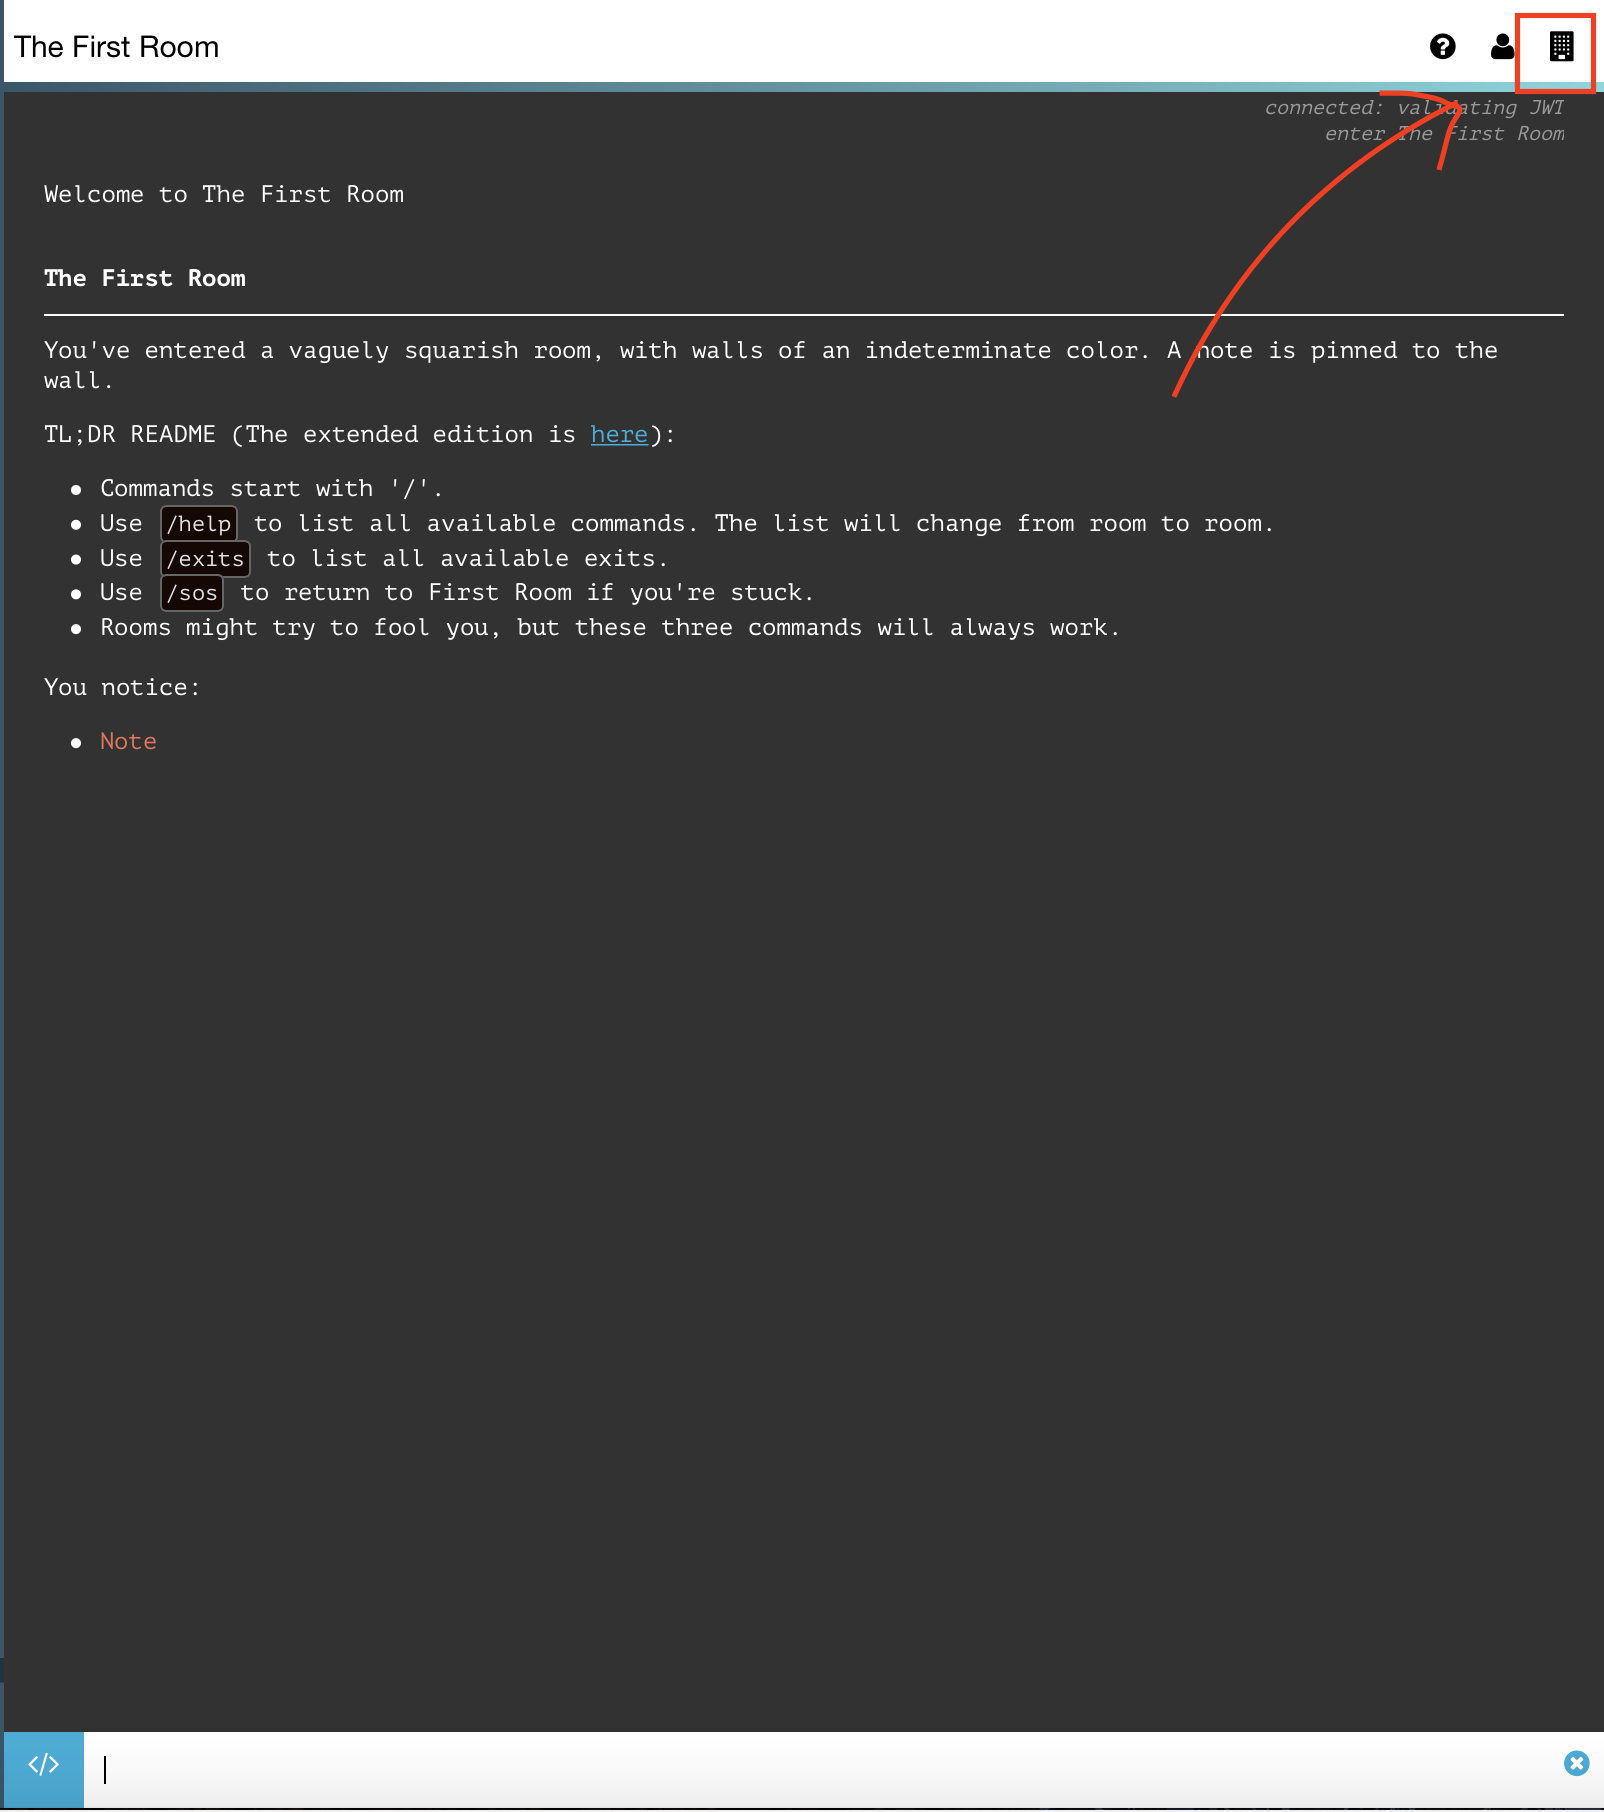 The First Room
connected: validating JWT
enter The First Room
Welcome to The First Room
The First Room
You've entered a vaguely squarish room, with walls of an indeterminate color. A note is pinned to the
wall.
TL;DR README (The extended edition is here):
Commands start with '/'.
Use /help to list all available commands. The list will change from room to room.
Use /exits to list all available exits.
Use /sos to return to First Room if you're stuck.
Rooms might try to fool you, but these three commands will always work.
You notice:
Note